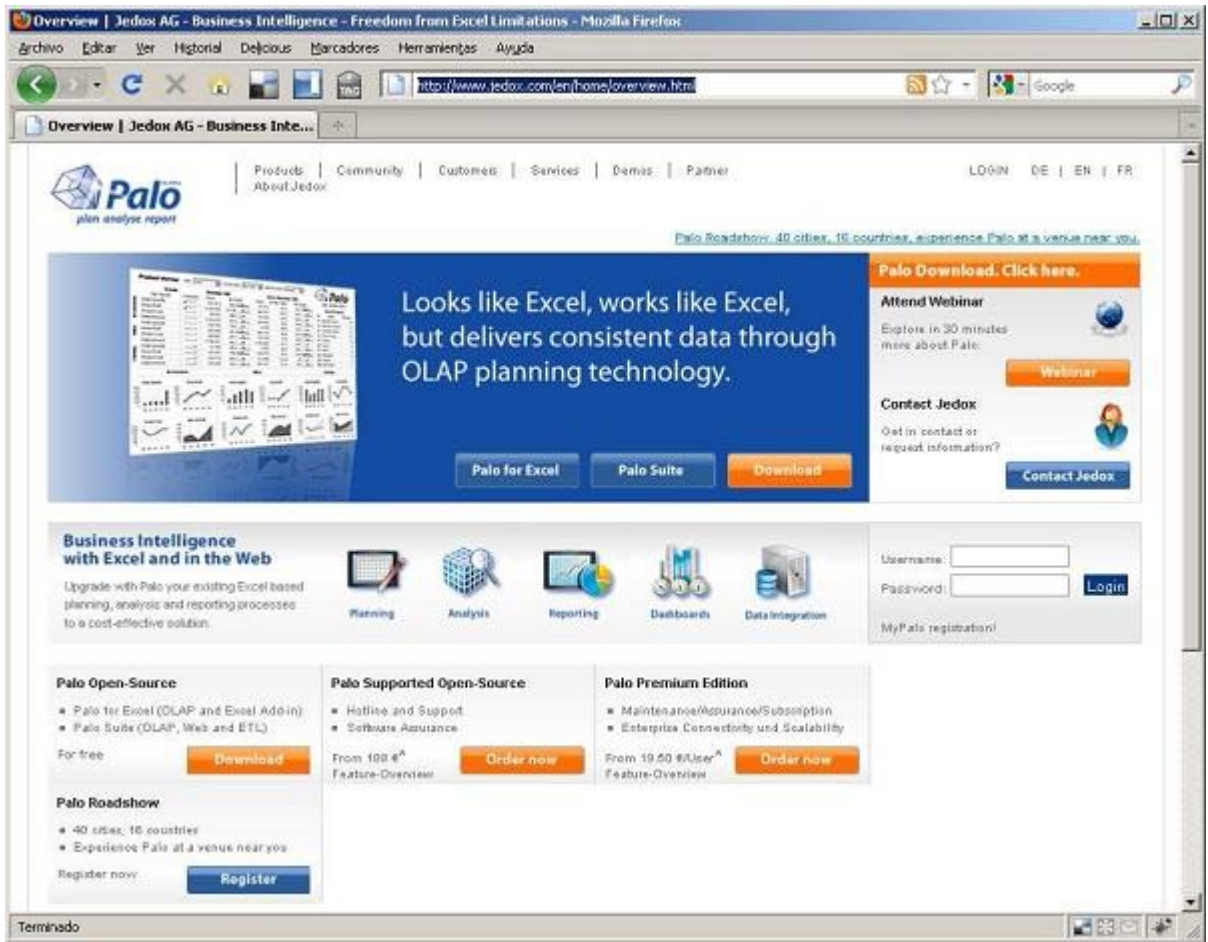 Overview | Jedox AG - Business Intelligence - Freedom from Excel Limitations - Mozilla Firefox
Archivo Editar Ver Historial Delicious Marcadores Herramientas Ayuda
http://www.jedox.com/en/home/overview.html
Google
Overview | Jedox AG - Business Inte...
Products | Community | Customers | Services | Demos | Partner
About Jedox
LOGIN DE | EN | FR
Palo
plan analyse report
Palo Roadshow. 40 cities, 16 countries, experience Palo at a venue near you.
Looks like Excel, works like Excel,
but delivers consistent data through
OLAP planning technology.
Palo for Excel
Palo Suite
Download
Palo Download. Click here.
Attend Webinar
Explore in 30 minutes
more about Palo.
Webinar
Contact Jedox
Get in contact or
request information?
Contact Jedox
Business Intelligence
with Excel and in the Web
Upgrade with Palo your existing Excel based
planning, analysis and reporting processes
to a cost-effective solution.
Planning
Analysis
Reporting
Dashboards
Data Integration
Username:
Password:
Login
MyPalo registration!
Palo Open-Source
Palo for Excel (OLAP and Excel Add-in)
Palo Suite (OLAP, Web and ETL)
For free
Download
Palo Supported Open-Source
Hotline and Support
Software Assurance
From 100 €^
Feature-Overview
Order now
Palo Premium Edition
Maintenance/Assurance/Subscription
Enterprise Connectivity und Scalability
From 19.50 €/User^
Feature-Overview
Order now
Palo Roadshow
40 cities, 16 countries
Experience Palo at a venue near you
Register now
Register
Terminado